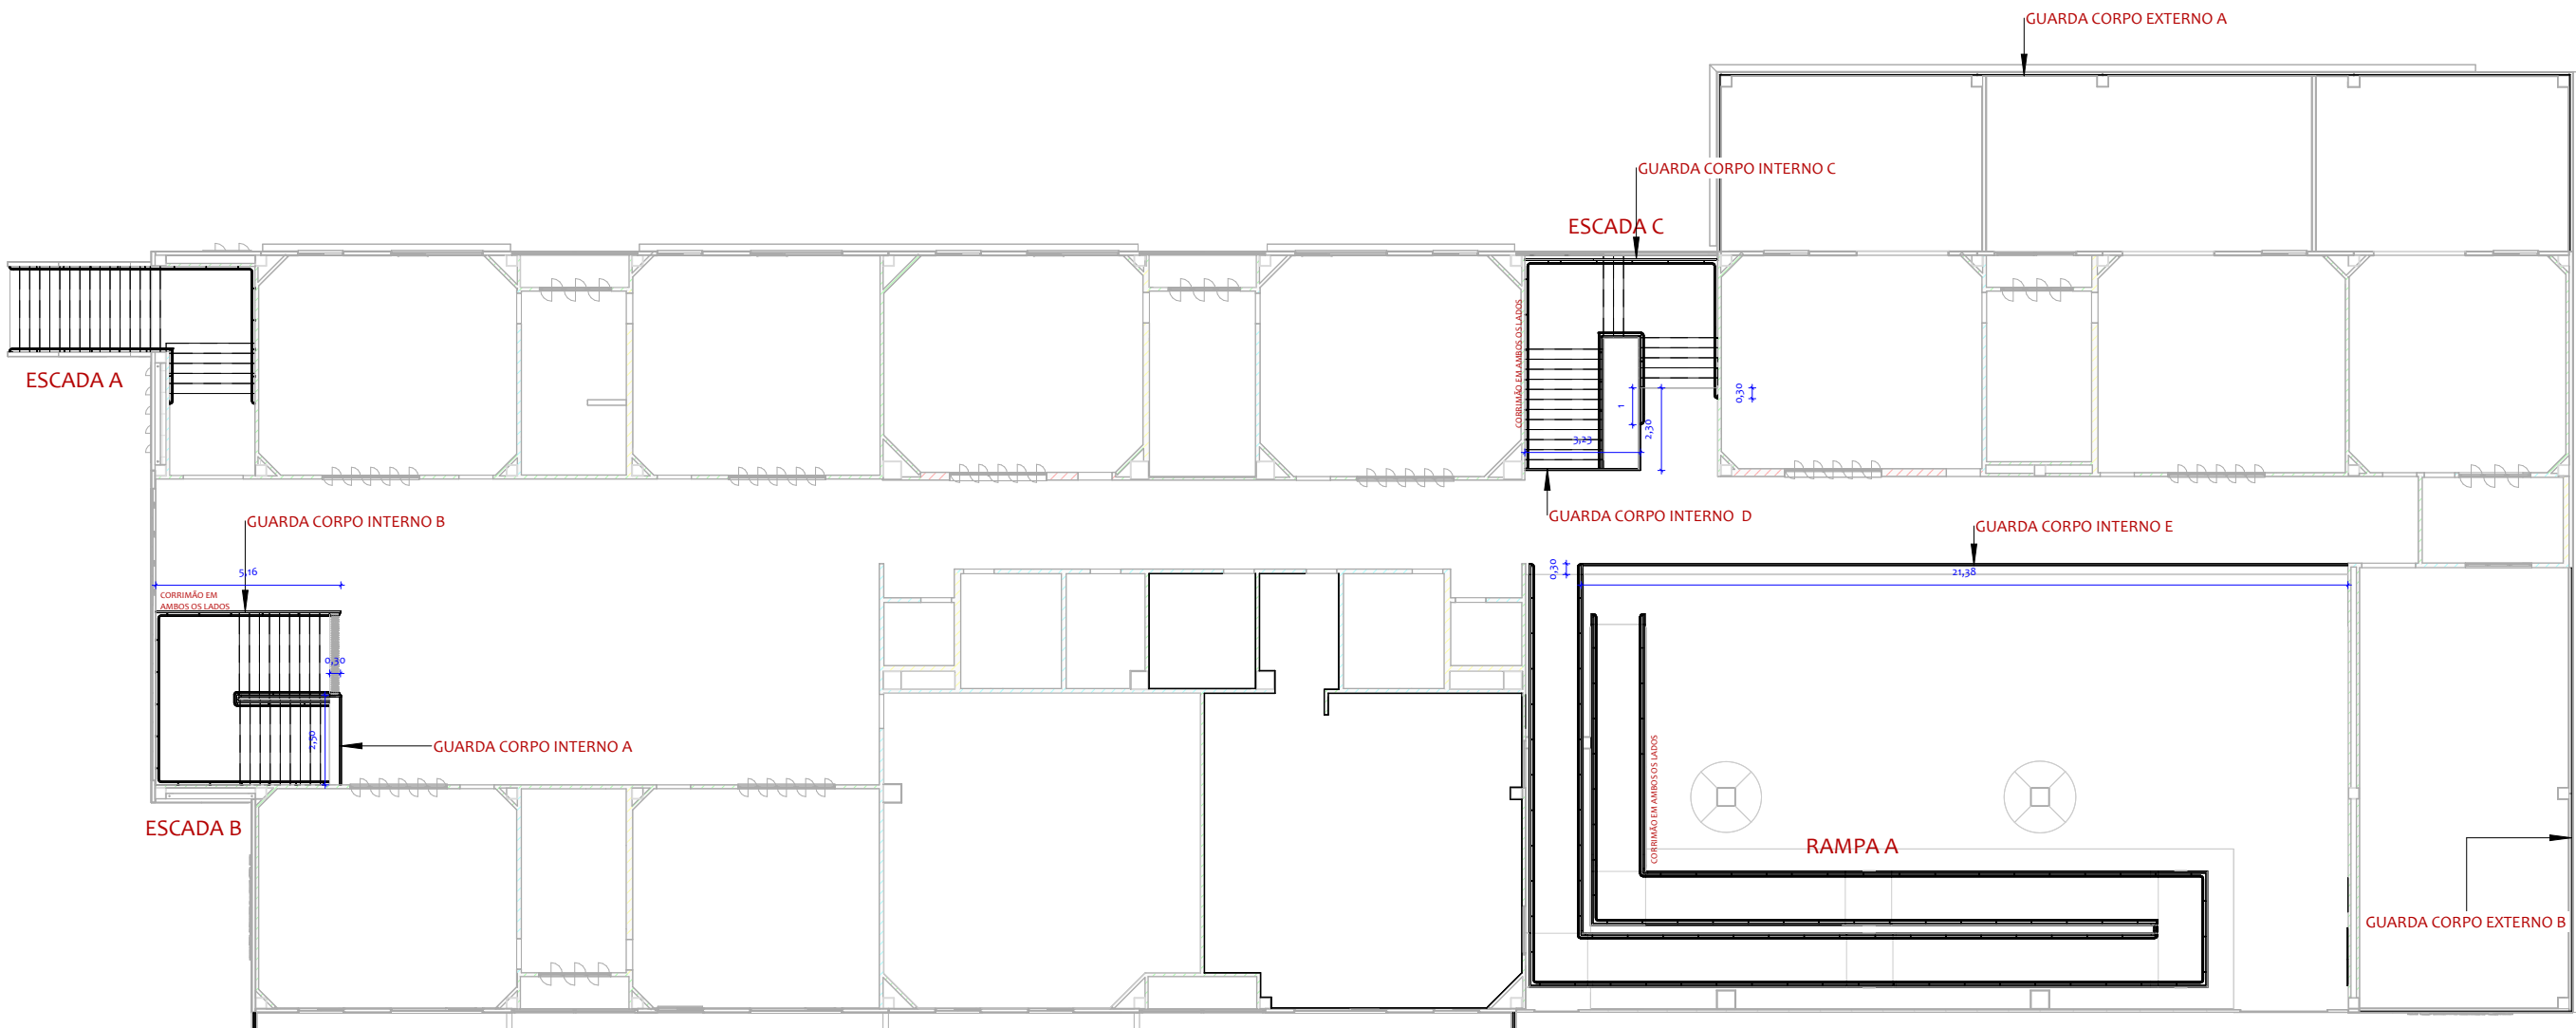 GUARDA CORPO EXTERNO A
GUARDA CORPO INTERNO C
ESCADA C
CORRIMÃO EM AMBOS OS LADOS
ESCADA A
0,30
1
2,30
3,23
GUARDA CORPO INTERNO B
GUARDA CORPO INTERNO D
GUARDA CORPO INTERNO E
5,16
0,30
21,38
CORRIMÃO EM
AMBOS OS LADOS
0,30
2,50
GUARDA CORPO INTERNO A
CORRIMÃO EM AMBOS OS LADOS
ESCADA B
RAMPA A
GUARDA CORPO EXTERNO B